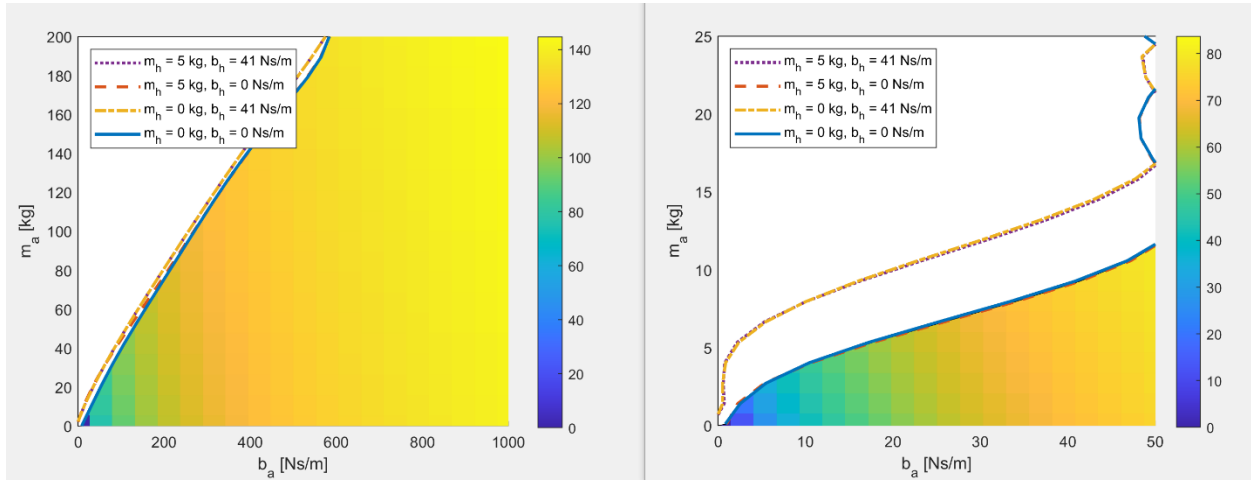 200
180
160
140
120
100
80
60
40
20
0
m_a [kg]
m_h = 5 kg, b_h = 41 Ns/m
m_h = 5 kg, b_h = 0 Ns/m
m_h = 0 kg, b_h = 41 Ns/m
m_h = 0 kg, b_h = 0 Ns/m
0 200 400 600 800 1000
b_a [Ns/m]
140
120
100
80
60
40
20
0
25
20
15
10
5
0
m_a [kg]
m_h = 5 kg, b_h = 41 Ns/m
m_h = 5 kg, b_h = 0 Ns/m
m_h = 0 kg, b_h = 41 Ns/m
m_h = 0 kg, b_h = 0 Ns/m
0 10 20 30 40 50
b_a [Ns/m]
80
70
60
50
40
30
20
10
0